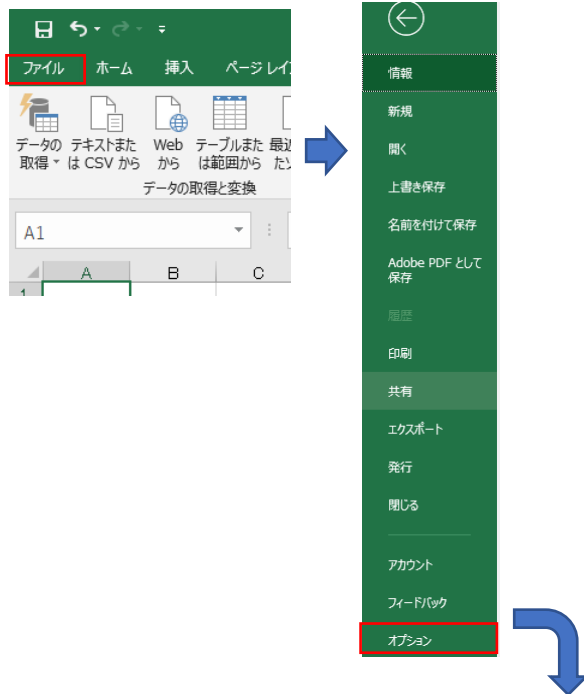 ファイル ホーム 挿入 ページ レイ
データの テキストまた Web テーブルまた 最近
取得 は CSV から から は範囲から たソ
データの取得と変換
A1
A B C
1
情報
新規
開く
上書き保存
名前を付けて保存
Adobe PDF として
保存
履歴
印刷
共有
エクスポート
発行
閉じる
アカウント
フィードバック
オプション